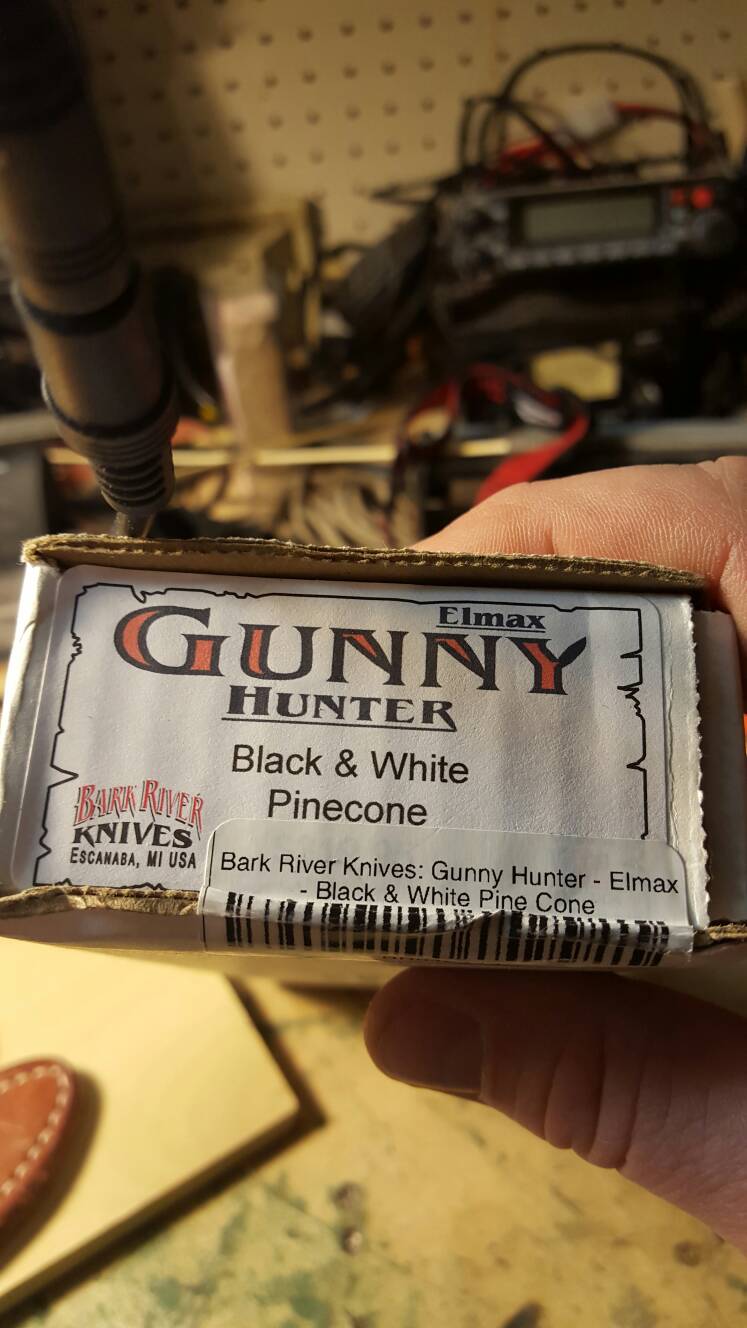 Elmax
GUNNY
HUNTER
Black & White
Pinecone
BARK RIVER
KNIVES
ESCANABA, MI USA
Bark River Knives: Gunny Hunter - Elmax
- Black & White Pine Cone